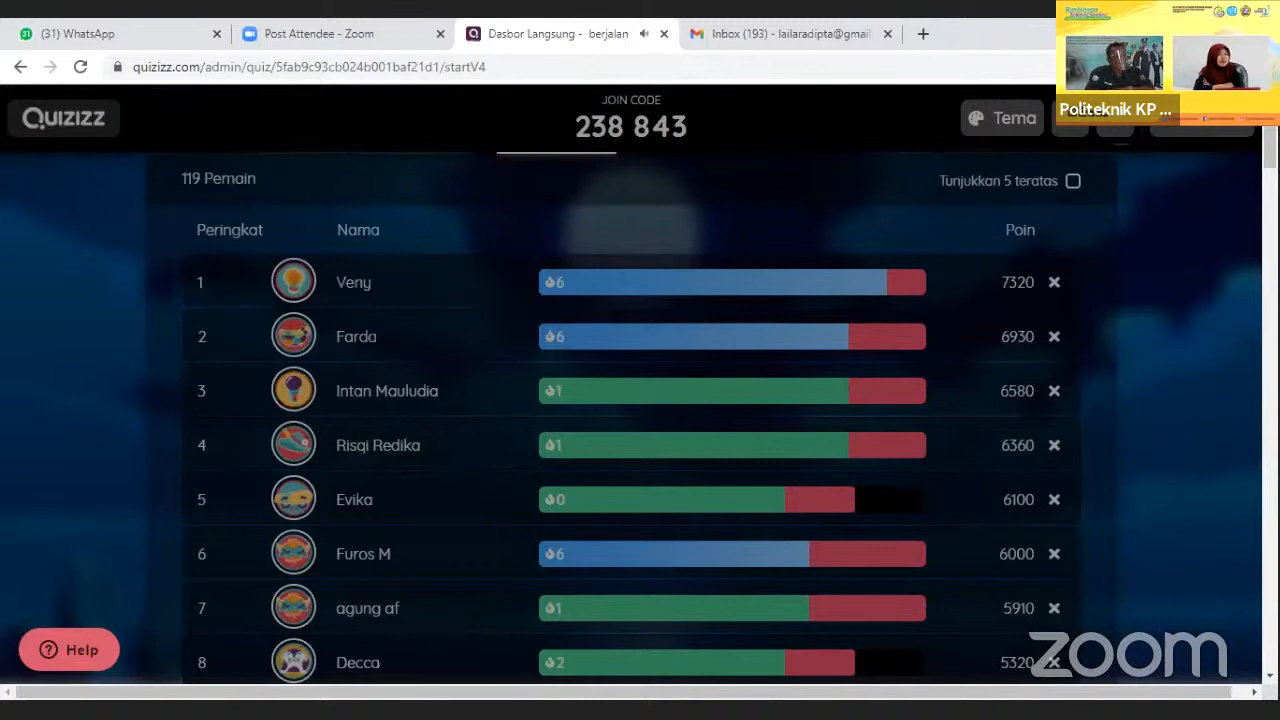 (31) WhatsApp
Post Attendee - Zoom
Dasbor Langsung - berjalan
Inbox (193) - lailaradipta@gmail
quizizz.com/admin/quiz/5fab9c93cb024b001baf21d1/startV4
Politeknik KP ...
QUIZIZZ
JOIN CODE
238 843
Tema
119 Pemain
Tunjukkan 5 teratas
Peringkat Nama Poin
1 Veny 6 7320
2 Farda 6 6930
3 Intan Mauludia 1 6580
4 Risqi Redika 1 6360
5 Evika 0 6100
6 Furos M 6 6000
7 agung af 1 5910
8 Decca 2 5320
Help
zoom